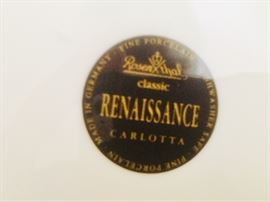 Rosenthal
classic
RENAISSANCE
CARLOTTA
MADE IN GERMANY · FINE PORCELAIN
DISHWASHER SAFE · FINE PORCELAIN